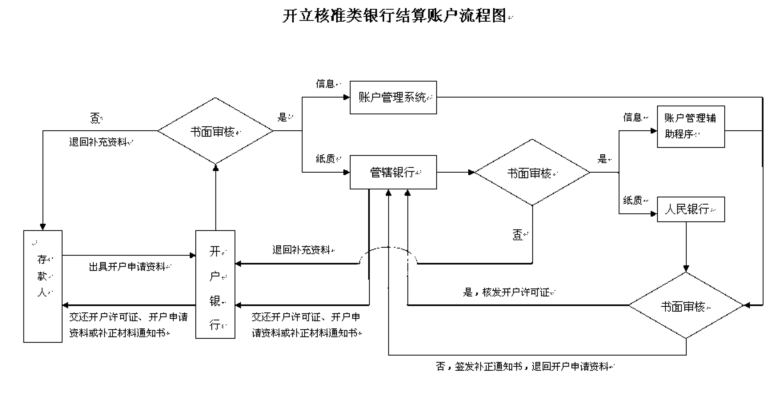 开立核准类银行结算账户流程图
信息
账户管理系统
否
是
书面审核
退回补充资料
信息
账户管理辅
助程序
纸质
管辖银行
书面审核
是
纸质
人民银行
否
存
款
人
出具开户申请资料
开
户
银
行
退回补充资料
是，核发开户许可证
书面审核
交还开户许可证、开户申请
资料或补正材料通知书
交还开户许可证、开户申
请资料或补正材料通知书
否，签发补正通知书，退回开户申请资料